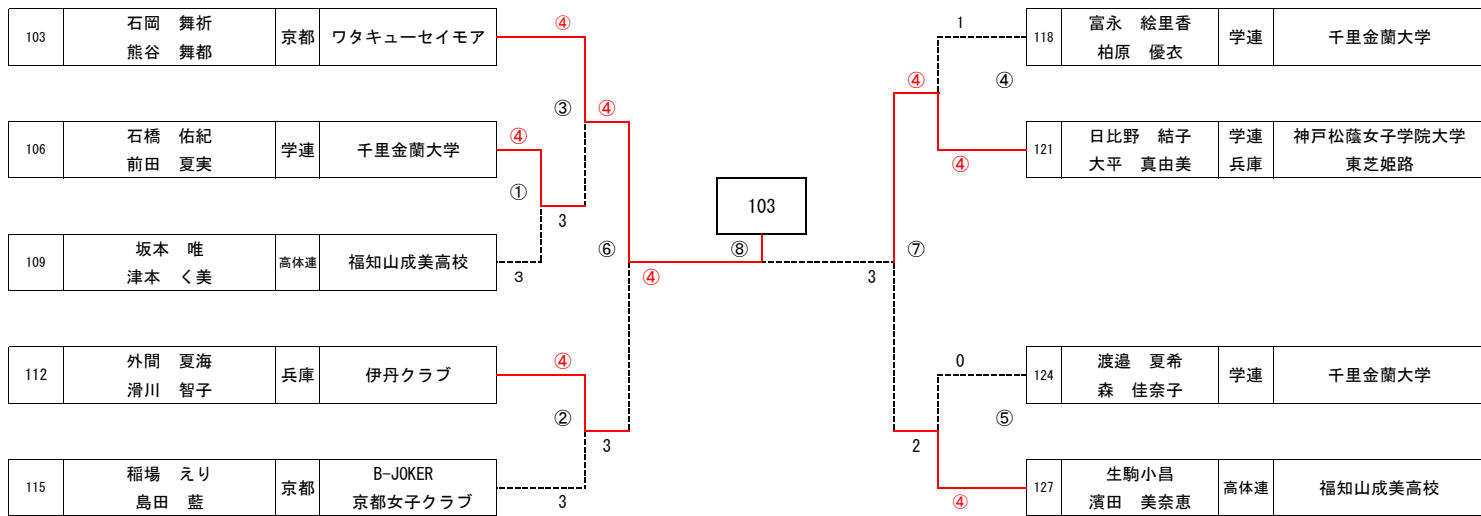 103 石岡　舞祈 熊谷　舞都 京都 ワタキューセイモア ④
③ ④
106 石橋　佑紀 前田　夏実 学連 千里金蘭大学 ④
① 3
109 坂本　唯 津本　く美 高体連 福知山成美高校 3
⑥ ④
112 外間　夏海 滑川　智子 兵庫 伊丹クラブ ④
② 3
115 稲場　えり 島田　藍 京都 B-JOKER 京都女子クラブ 3
103
⑧
1 118 富永　絵里香 柏原　優衣 学連 千里金蘭大学
④ ④
④ 121 日比野　結子 大平　真由美 学連 兵庫 神戸松蔭女子学院大学 東芝姫路
3 ⑦
0 124 渡邉　夏希 森　佳奈子 学連 千里金蘭大学
2 ⑤
④ 127 生駒小昌 濱田　美奈恵 高体連 福知山成美高校